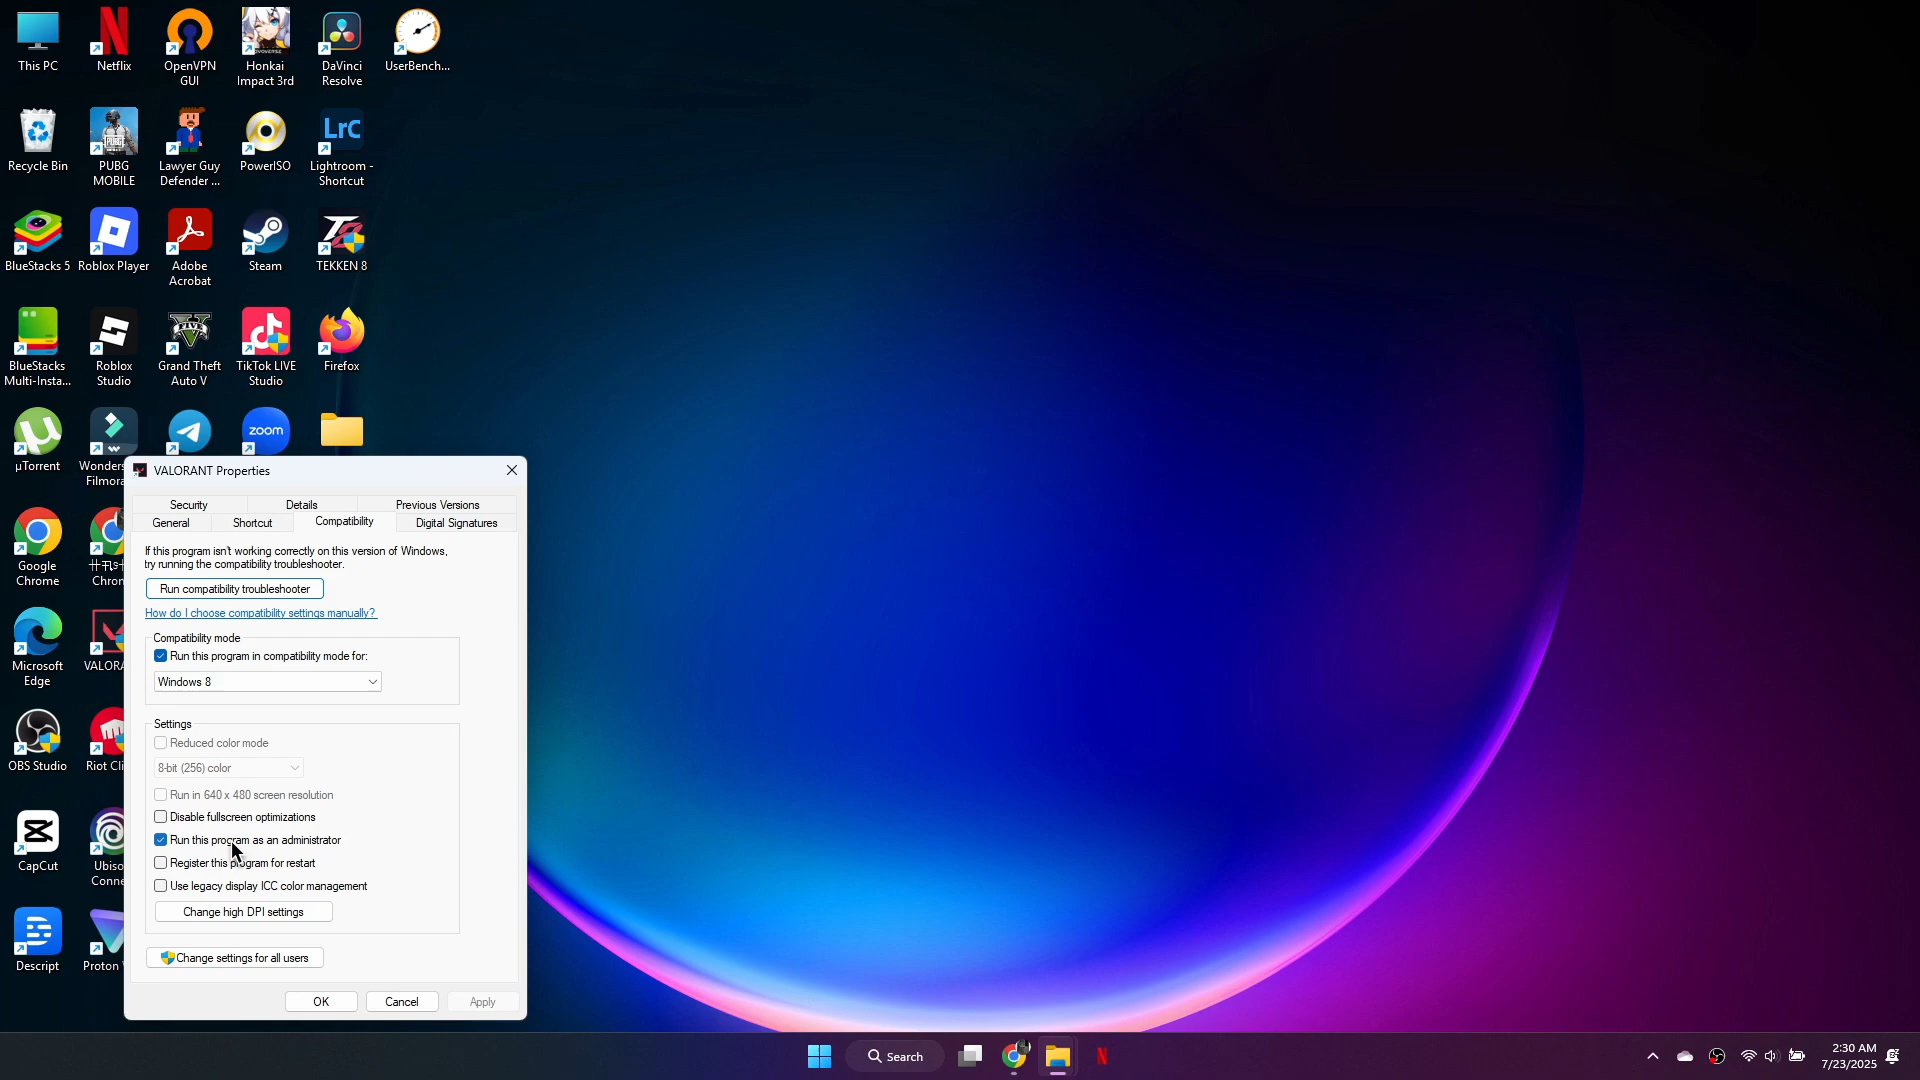 This PC
Netflix
OpenVPN
GUI
Honkai
Impact 3rd
DaVinci
Resolve
UserBench...
Recycle Bin
PUBG
MOBILE
Lawyer Guy
Defender ...
PowerISO
LrC
Lightroom -
Shortcut
BlueStacks 5
Roblox Player
Adobe
Acrobat
Steam
TEKKEN 8
BlueStacks
Multi-Insta...
Roblox
Studio
Grand Theft
Auto V
TikTok LIVE
Studio
Firefox
µTorrent
Wonders
Filmora
zoom
Google
Chrome
Chron
Microsoft
Edge
VALORA
OBS Studio
Riot Cli
CapCut
Ubiso
Conne
Descript
Proton
VALORANT Properties
Security
Details
Previous Versions
General
Shortcut
Compatibility
Digital Signatures
If this program isn't working correctly on this version of Windows,
try running the compatibility troubleshooter.
Run compatibility troubleshooter
How do I choose compatibility settings manually?
Compatibility mode
Run this program in compatibility mode for:
Windows 8
Settings
Reduced color mode
8-bit (256) color
Run in 640 x 480 screen resolution
Disable fullscreen optimizations
Run this program as an administrator
Register this program for restart
Use legacy display ICC color management
Change high DPI settings
Change settings for all users
OK
Cancel
Apply
Search
2:30 AM
7/23/2025